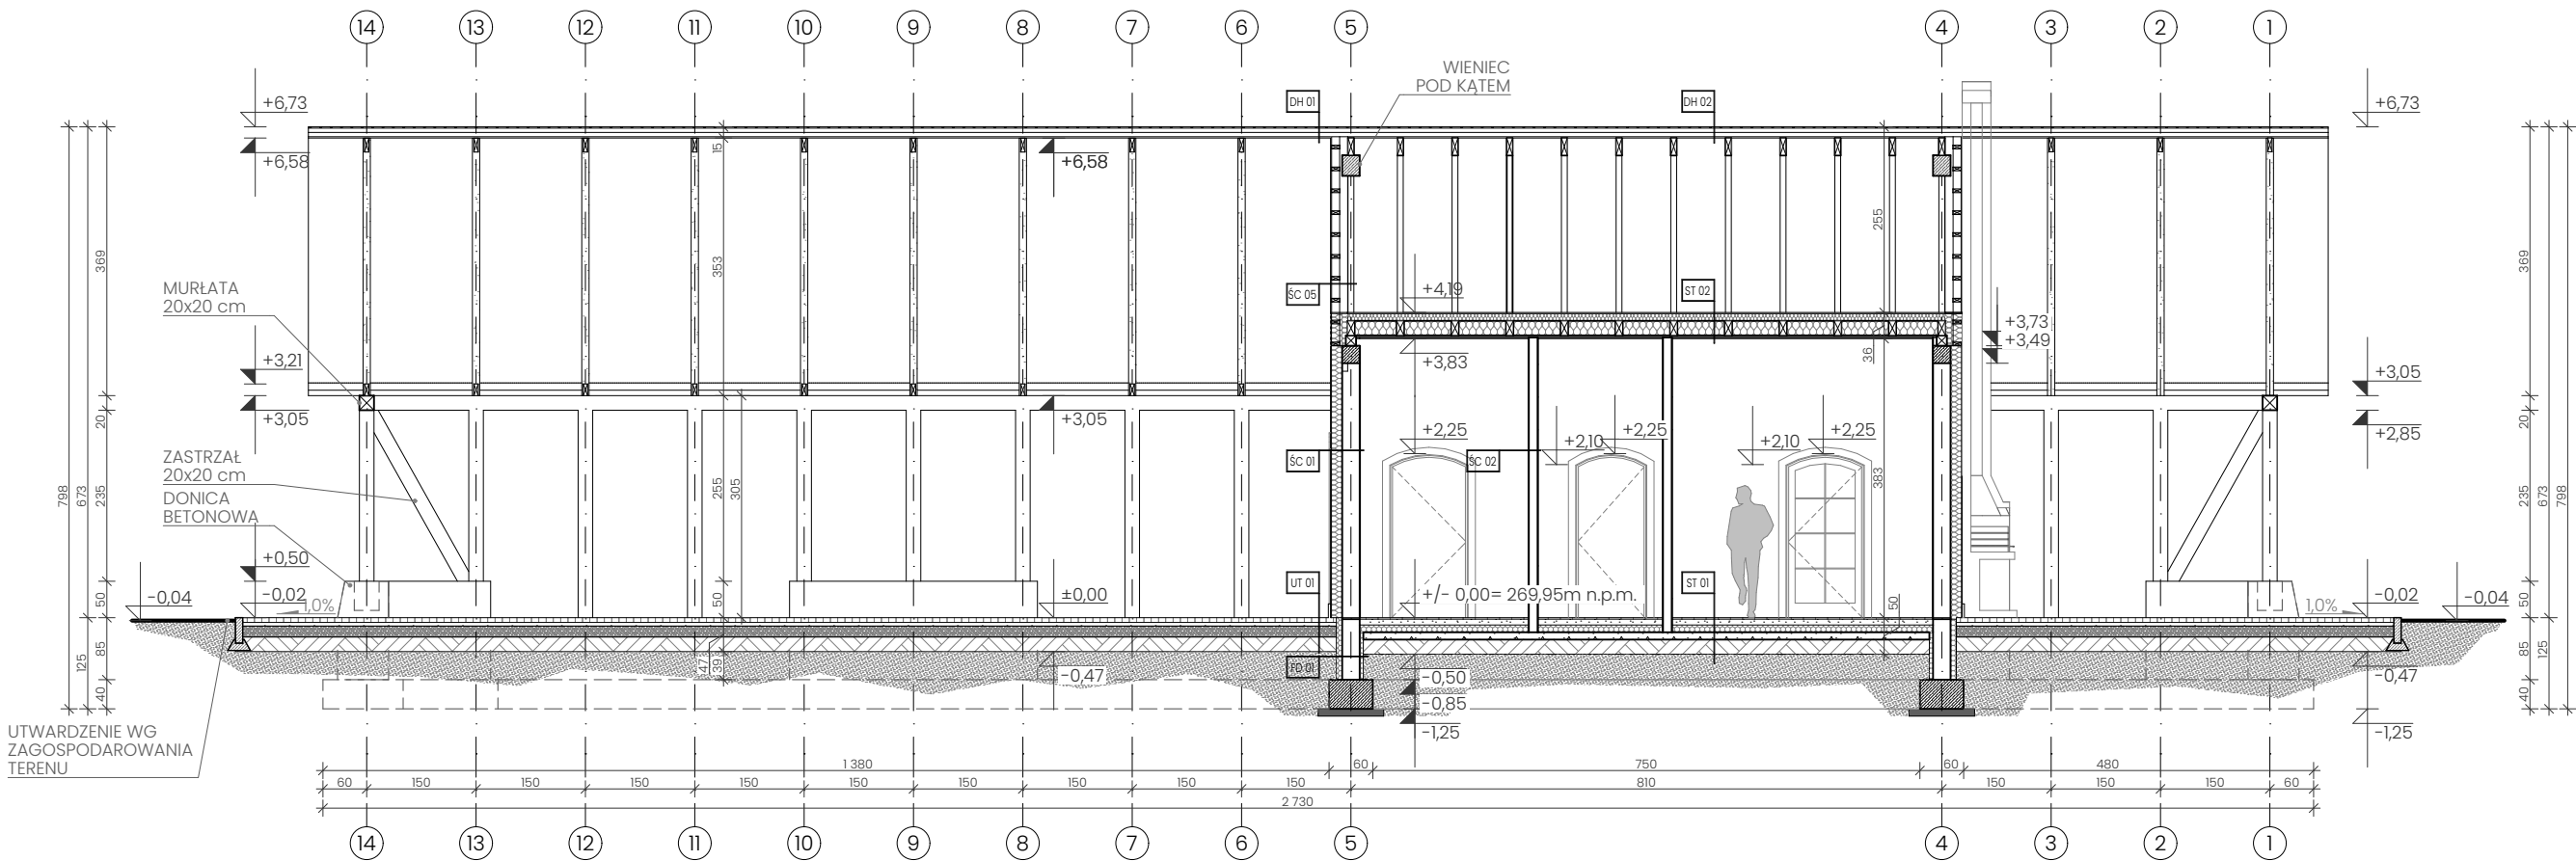 14 13 12 11 10 9 8 7 6 5 4 3 2 1
WIENIEC
POD KĄTEM
DH 01
DH 02
+6,73
+6,73
+6,58
+6,58
15
369
353
255
369
MURŁATA
20x20 cm
ŚC 05
+4,19
ST 02
+3,73
+3,49
+3,21
+3,83
36
+3,05
+3,05
+3,05
+2,85
20
20
ZASTRZAŁ
20x20 cm
DONICA
BETONOWA
ŚC 01
+2,25
ŚC 02
+2,10
+2,25
+2,10
+2,25
798
673
235
255
305
383
235
673
798
+0,50
-0,04
-0,02
1,0%
50
50
±0,00
UT 01
+/- 0,00= 269,95m n.p.m.
ST 01
50
1,0%
-0,02
-0,04
50
125
85
40
47
39
-0,47
FD 01
-0,50
-0,85
-1,25
-0,47
-1,25
85
40
125
UTWARDZENIE WG
ZAGOSPODAROWANIA
TERENU
1 380 60 750 60 480
60 150 150 150 150 150 150 150 150 150 810 150 150 150 60
2 730
14 13 12 11 10 9 8 7 6 5 4 3 2 1